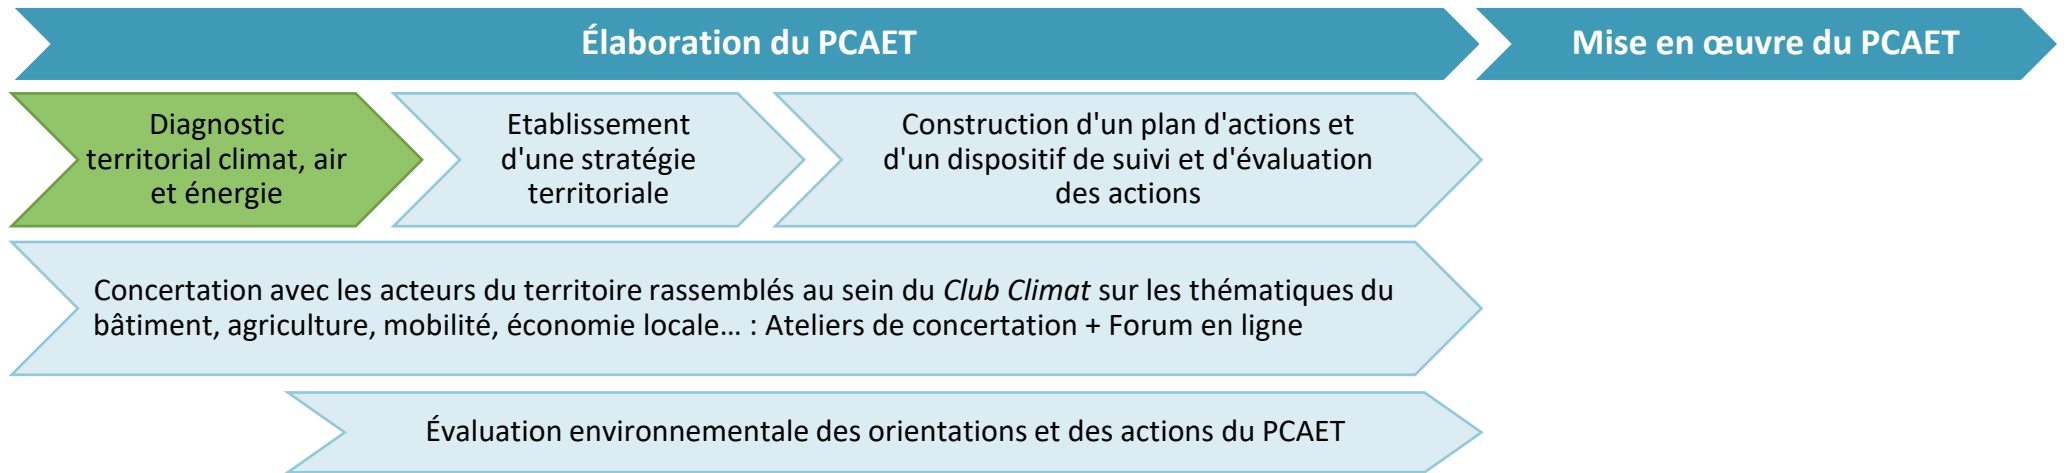 Élaboration du PCAET
Mise en œuvre du PCAET
Diagnostic
territorial climat, air
et énergie
Etablissement
d'une stratégie
territoriale
Construction d'un plan d'actions et
d'un dispositif de suivi et d'évaluation
des actions
Concertation avec les acteurs du territoire rassemblés au sein du Club Climat sur les thématiques du
bâtiment, agriculture, mobilité, économie locale… : Ateliers de concertation + Forum en ligne
Évaluation environnementale des orientations et des actions du PCAET